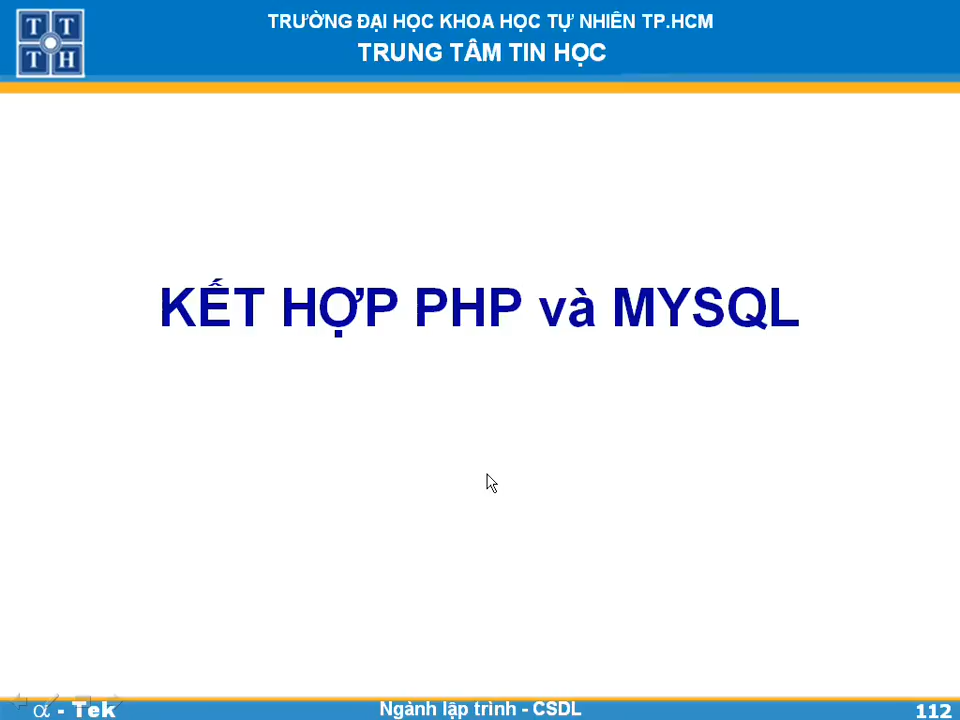 T T
T H
TRƯỜNG ĐẠI HỌC KHOA HỌC TỰ NHIÊN TP.HCM
TRUNG TÂM TIN HỌC
KẾT HỢP PHP và MYSQL
α - Tek
Ngành lập trình - CSDL
112